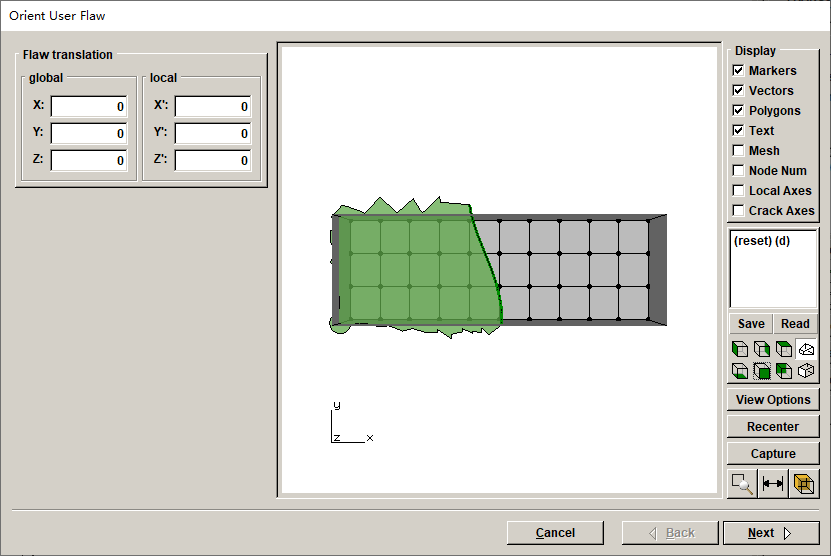 Orient User Flaw
Flaw translation
global
X: 0
Y: 0
Z: 0
local
X': 0
Y': 0
Z': 0
y
z x
Display
Markers
Vectors
Polygons
Text
Mesh
Node Num
Local Axes
Crack Axes
(reset) (d)
Save Read
View Options
Recenter
Capture
Cancel Back Next